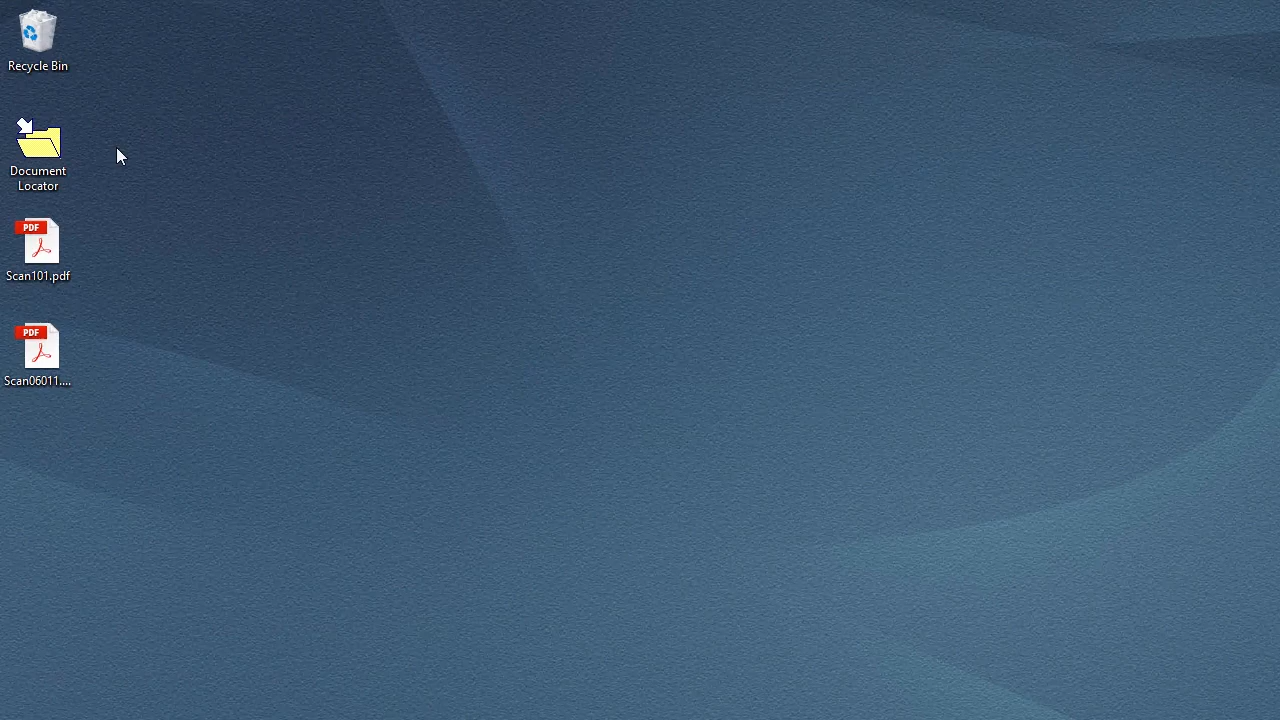 Recycle Bin
Document
Locator
PDF
Scan101.pdf
PDF
Scan06011....